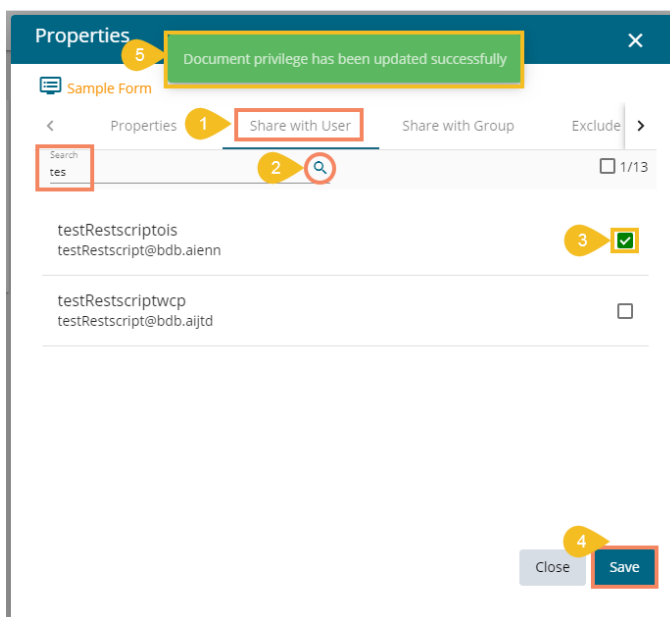 Properties
5
Document privilege has been updated successfully
Sample Form
Properties
1
Share with User
Share with Group
Exclude
Search
tes
2
1/13
testRestscriptois
testRestscript@bdb.aienn
3
testRestscriptwcp
testRestscript@bdb.aijtd
4
Close
Save